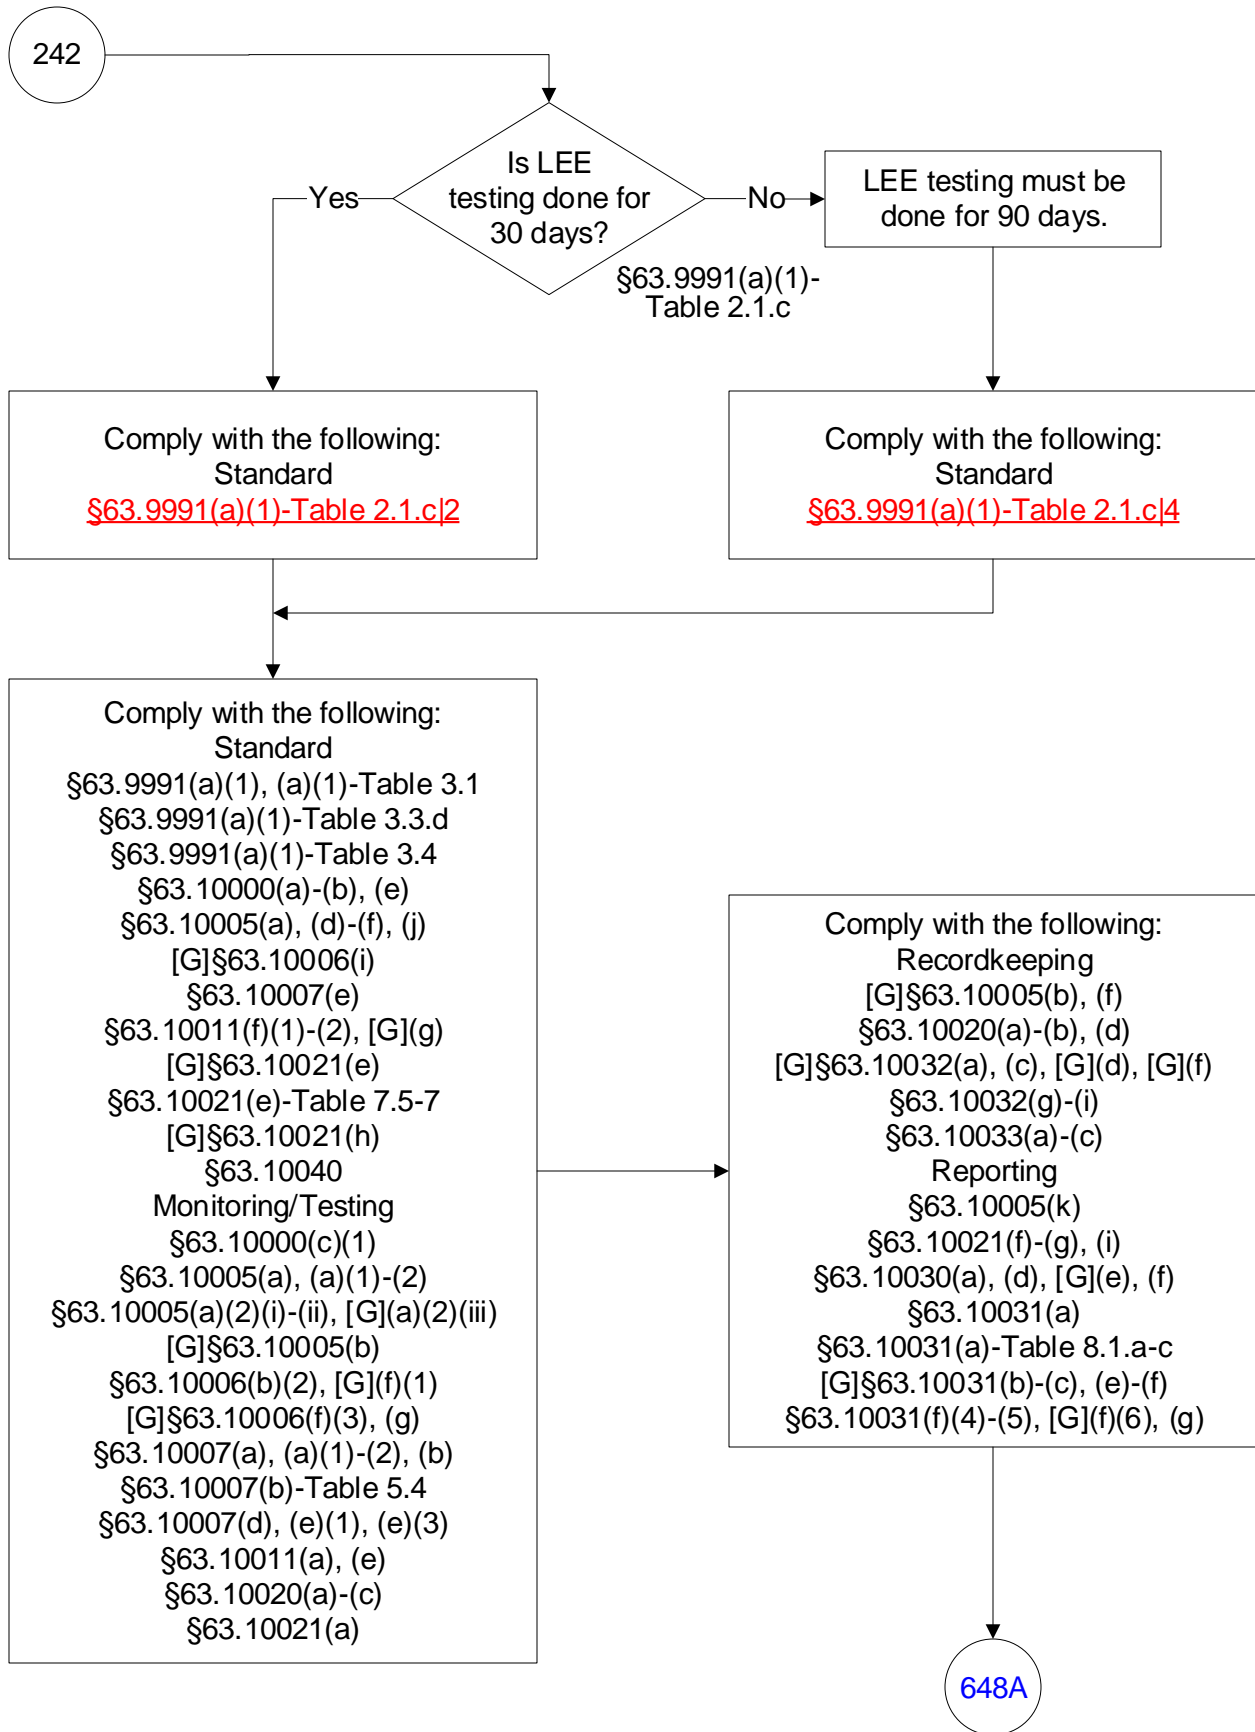 242
Is LEE
testing done for
30 days?
Yes
No
LEE testing must be
done for 90 days.
§63.9991(a)(1)-
Table 2.1.c
Comply with the following:
Standard
§63.9991(a)(1)-Table 2.1.c|2
Comply with the following:
Standard
§63.9991(a)(1)-Table 2.1.c|4
Comply with the following:
Standard
§63.9991(a)(1), (a)(1)-Table 3.1
§63.9991(a)(1)-Table 3.3.d
§63.9991(a)(1)-Table 3.4
§63.10000(a)-(b), (e)
§63.10005(a), (d)-(f), (j)
[G]§63.10006(i)
§63.10007(e)
§63.10011(f)(1)-(2), [G](g)
[G]§63.10021(e)
§63.10021(e)-Table 7.5-7
[G]§63.10021(h)
§63.10040
Monitoring/Testing
§63.10000(c)(1)
§63.10005(a), (a)(1)-(2)
§63.10005(a)(2)(i)-(ii), [G](a)(2)(iii)
[G]§63.10005(b)
§63.10006(b)(2), [G](f)(1)
[G]§63.10006(f)(3), (g)
§63.10007(a), (a)(1)-(2), (b)
§63.10007(b)-Table 5.4
§63.10007(d), (e)(1), (e)(3)
§63.10011(a), (e)
§63.10020(a)-(c)
§63.10021(a)
Comply with the following:
Recordkeeping
[G]§63.10005(b), (f)
§63.10020(a)-(b), (d)
[G]§63.10032(a), (c), [G](d), [G](f)
§63.10032(g)-(i)
§63.10033(a)-(c)
Reporting
§63.10005(k)
§63.10021(f)-(g), (i)
§63.10030(a), (d), [G](e), (f)
§63.10031(a)
§63.10031(a)-Table 8.1.a-c
[G]§63.10031(b)-(c), (e)-(f)
§63.10031(f)(4)-(5), [G](f)(6), (g)
648A